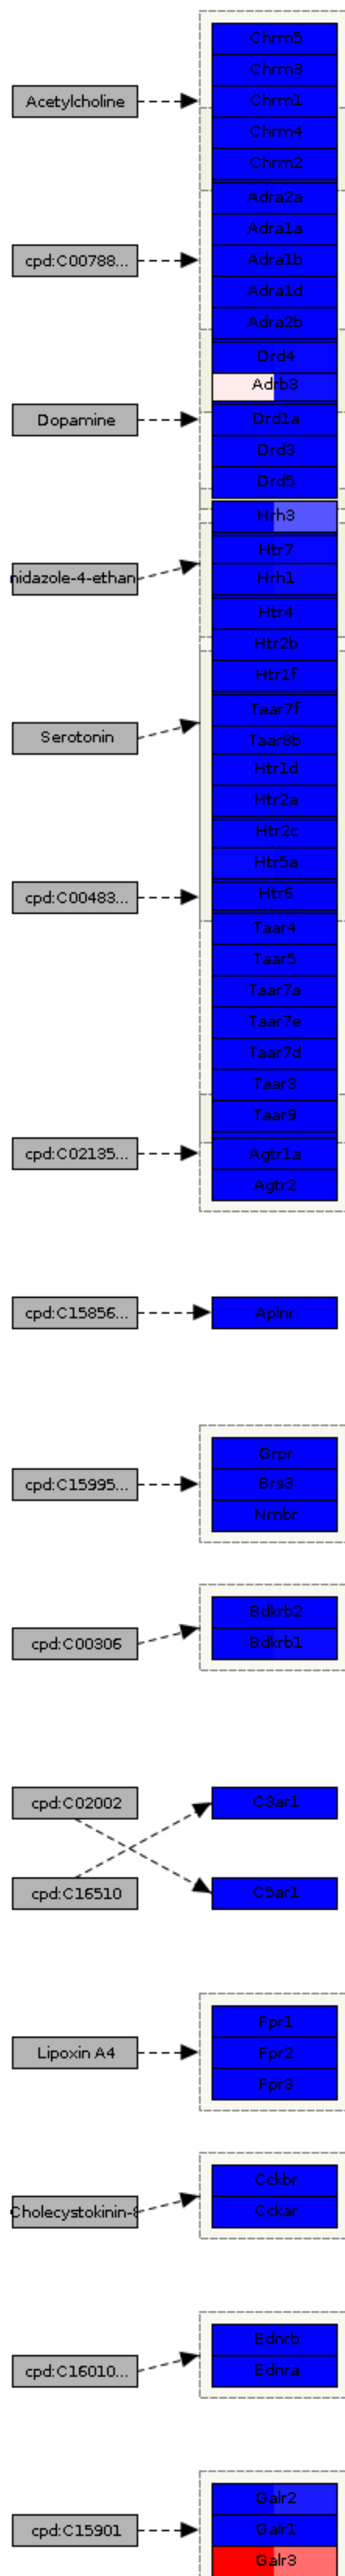 Chrm5
Chrm3
Acetylcholine
Chrm1
Chrm4
Chrm2
Adra2a
Adra1a
cpd:C00788...
Adra1b
Adra1d
Adra2b
Drd4
Adrb3
Dopamine
Drd1a
Drd3
Drd5
Hrh3
Htr7
nidazole-4-ethan
Hrh1
Htr4
Htr2b
Htr1f
Taar7f
Serotonin
Taar8b
Htr1d
Htr2a
Htr2c
Htr5a
cpd:C00483...
Htr6
Taar4
Taar5
Taar7a
Taar7e
Taar7d
Taar3
Taar9
cpd:C02135...
Agtr1a
Agtr2
cpd:C15856...
Aplnr
Grpr
cpd:C15995...
Brs3
Nmbr
Bdkrb2
cpd:C00306
Bdkrb1
cpd:C02002
C3ar1
cpd:C16510
C5ar1
Fpr1
Lipoxin A4
Fpr2
Fpr3
Cckbr
Cholecystokinin-8
Cckar
Ednrb
cpd:C16010...
Ednra
Galr2
cpd:C15901
Galr1
Galr3